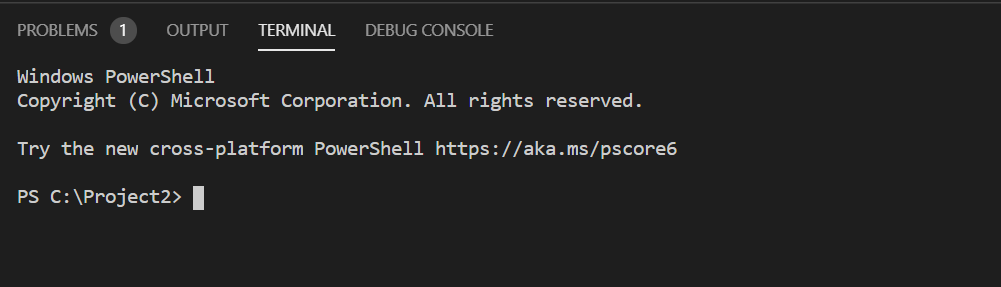 PROBLEMS 1 OUTPUT TERMINAL DEBUG CONSOLE
Windows PowerShell
Copyright (C) Microsoft Corporation. All rights reserved.
Try the new cross-platform PowerShell https://aka.ms/pscore6
PS C:\Project2>